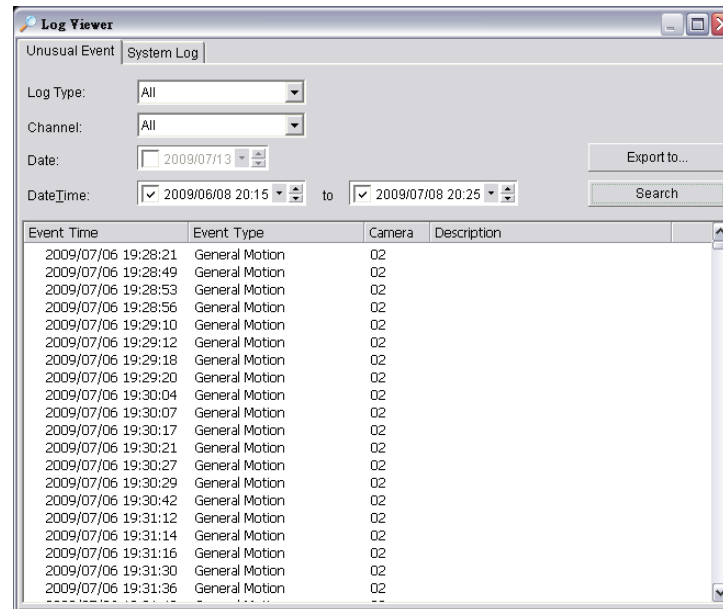 Log Viewer
Unusual Event System Log
Log Type: All
Channel: All
Date: 2009/07/13
Export to...
DateTime: 2009/06/08 20:15 to 2009/07/08 20:25
Search
Event Time Event Type Camera Description
2009/07/06 19:28:21 General Motion 02
2009/07/06 19:28:49 General Motion 02
2009/07/06 19:28:53 General Motion 02
2009/07/06 19:28:56 General Motion 02
2009/07/06 19:29:10 General Motion 02
2009/07/06 19:29:12 General Motion 02
2009/07/06 19:29:18 General Motion 02
2009/07/06 19:29:20 General Motion 02
2009/07/06 19:30:04 General Motion 02
2009/07/06 19:30:07 General Motion 02
2009/07/06 19:30:17 General Motion 02
2009/07/06 19:30:21 General Motion 02
2009/07/06 19:30:27 General Motion 02
2009/07/06 19:30:29 General Motion 02
2009/07/06 19:30:42 General Motion 02
2009/07/06 19:31:12 General Motion 02
2009/07/06 19:31:14 General Motion 02
2009/07/06 19:31:16 General Motion 02
2009/07/06 19:31:30 General Motion 02
2009/07/06 19:31:36 General Motion 02